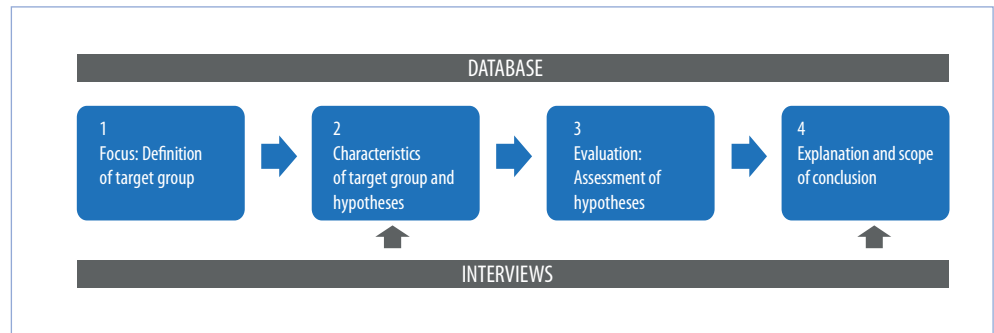 DATABASE
1
Focus: Definition
of target group
2
Characteristics
of target group and
hypotheses
3
Evaluation:
Assessment of
hypotheses
4
Explanation and scope
of conclusion
INTERVIEWS